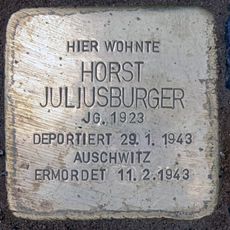 HIER WOHNTE
HORST
JULIUSBURGER
JG. 1923
DEPORTIERT 29. 1. 1943
AUSCHWITZ
ERMORDET 11. 2. 1943